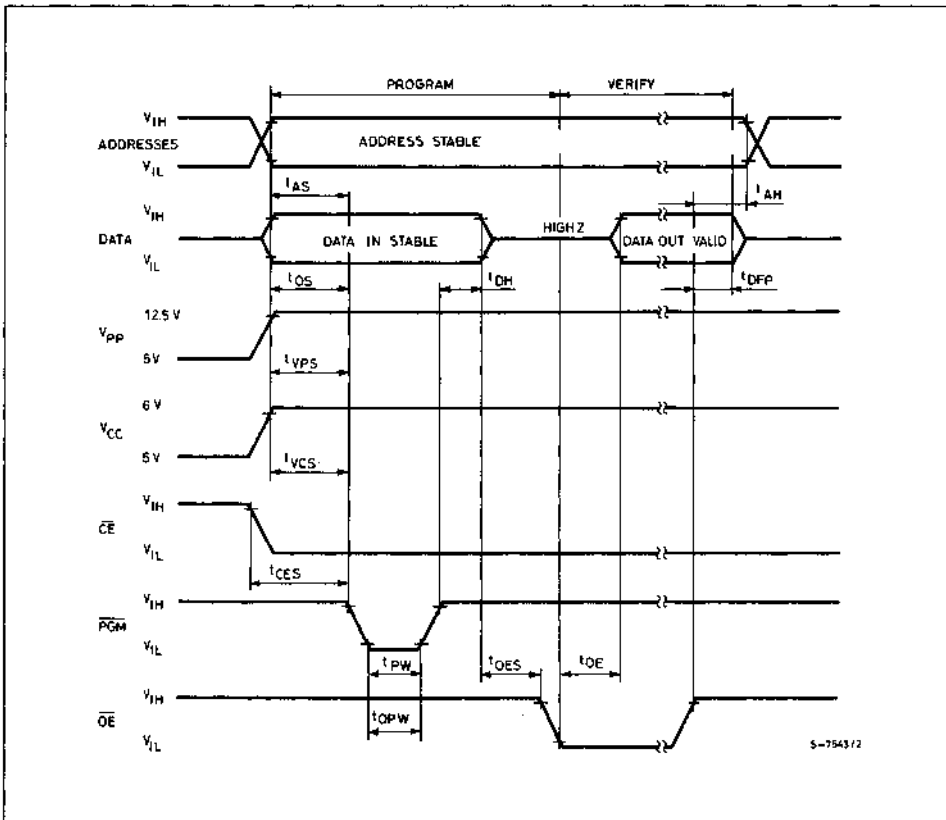 PROGRAM VERIFY
VIH
ADDRESSES ADDRESS STABLE
VIL
tAS tAH
VIH
DATA DATA IN STABLE HIGH Z DATA OUT VALID
VIL
tDS tDH tDFP
12.5 V
VPP
5V
tVPS
6V
VCC
5V
tVCS
VIH
CE
VIL
tCES
VIH
PGM
VIL
tPW tOES tOE
VIH
OE tOPW
VIL
S-7543/2